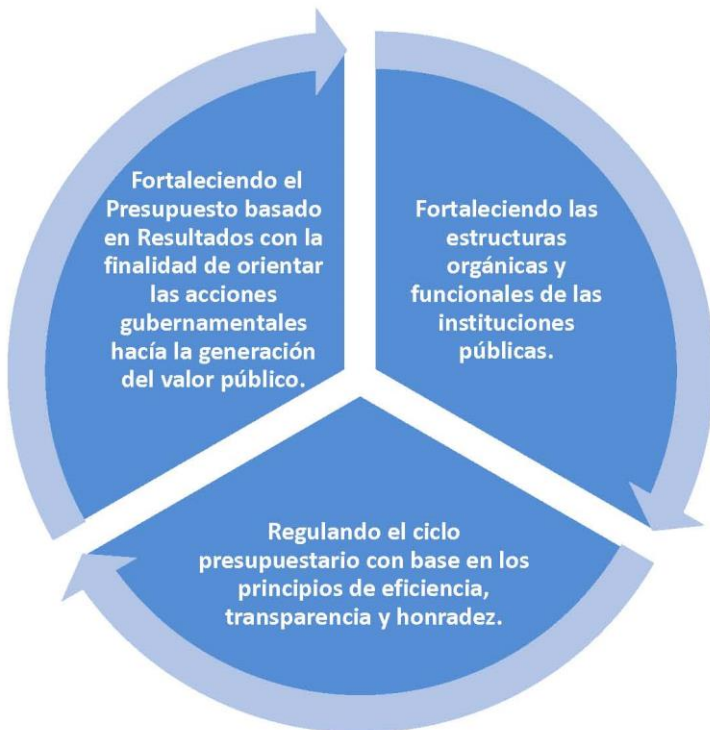 Fortaleciendo el
Presupuesto basado
en Resultados con la
finalidad de orientar
las acciones
gubernamentales
hacía la generación
del valor público.
Fortaleciendo las
estructuras
orgánicas y
funcionales de las
instituciones
públicas.
Regulando el ciclo
presupuestario con base en los
principios de eficiencia,
transparencia y honradez.